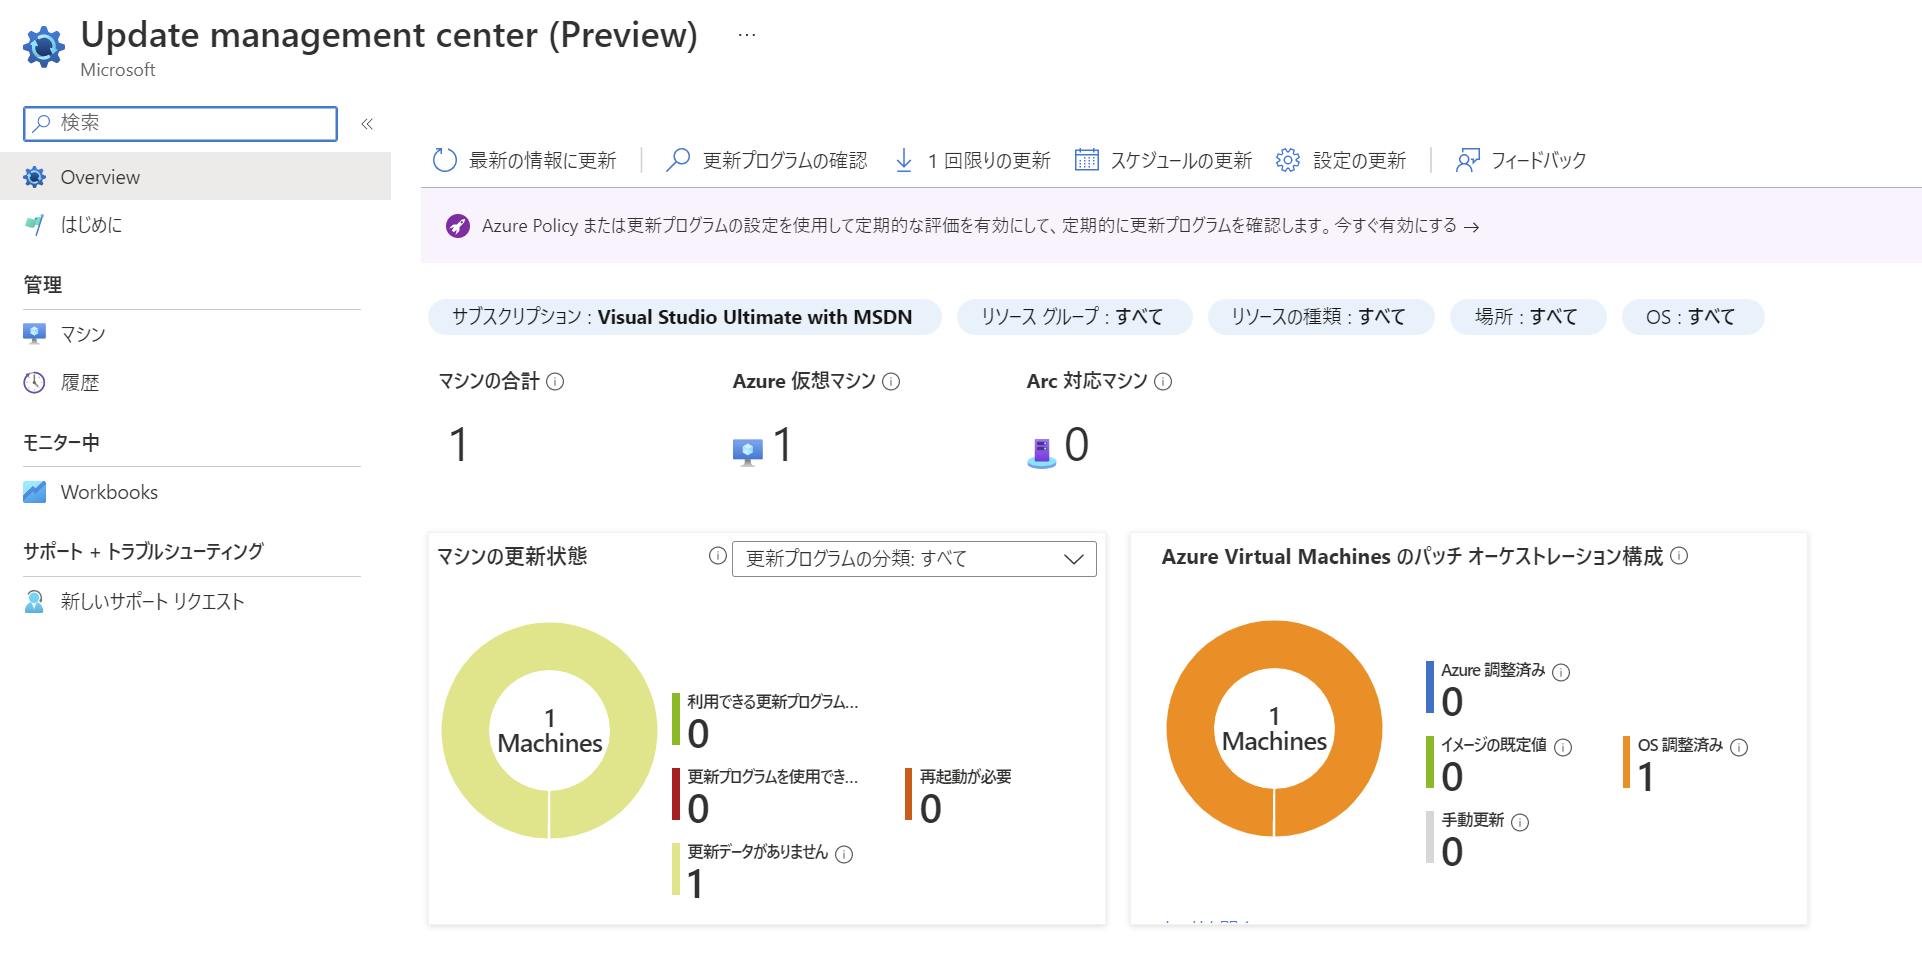 Update management center (Preview) ...
Microsoft
検索
«
Overview
はじめに
管理
マシン
履歴
モニター中
Workbooks
サポート + トラブルシューティング
新しいサポート リクエスト
最新の情報に更新
更新プログラムの確認
1 回限りの更新
スケジュールの更新
設定の更新
フィードバック
Azure Policy または更新プログラムの設定を使用して定期的な評価を有効にして、定期的に更新プログラムを確認します。今すぐ有効にする →
サブスクリプション : Visual Studio Ultimate with MSDN
リソース グループ : すべて
リソースの種類 : すべて
場所 : すべて
OS : すべて
マシンの合計
1
Azure 仮想マシン
1
Arc 対応マシン
0
マシンの更新状態
更新プログラムの分類: すべて
1
Machines
利用できる更新プログラム...
0
更新プログラムを使用でき...
0
再起動が必要
0
更新データがありません
1
Azure Virtual Machines のパッチ オーケストレーション構成
1
Machines
Azure 調整済み
0
イメージの既定値
0
OS 調整済み
1
手動更新
0